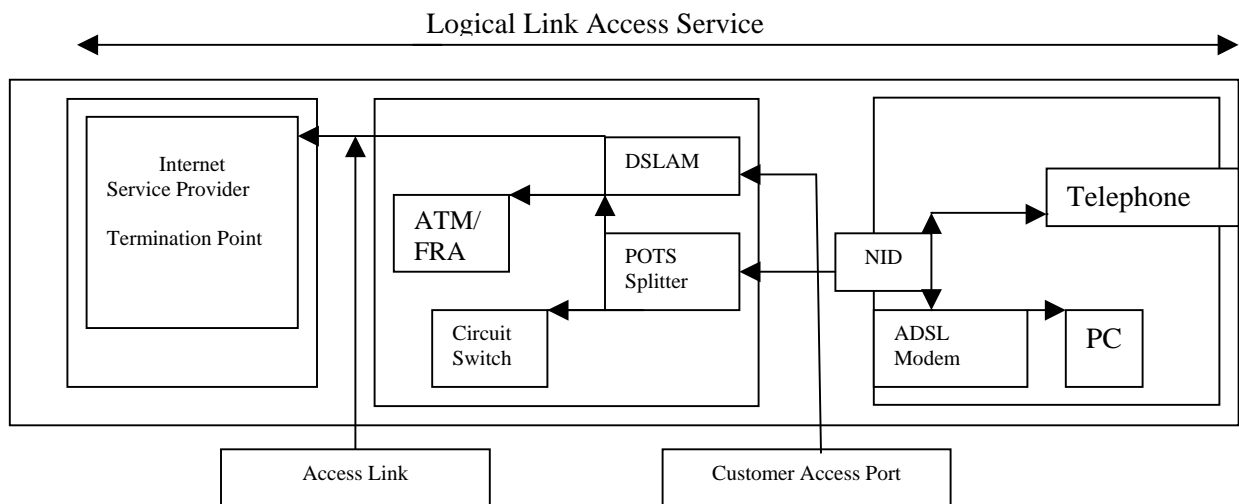 Logical Link Access Service
Internet
Service Provider
Termination Point
DSLAM
ATM/
FRA
POTS
Splitter
Circuit
Switch
NID
Telephone
ADSL
Modem
PC
Access Link
Customer Access Port